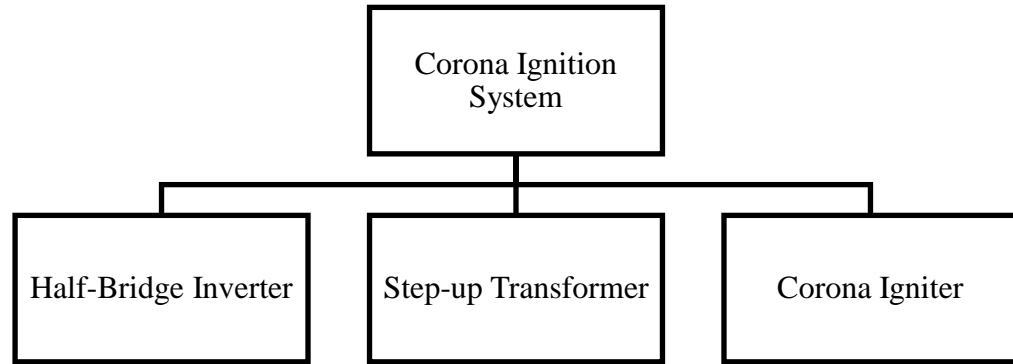 Corona Ignition
System
Half-Bridge Inverter
Step-up Transformer
Corona Igniter